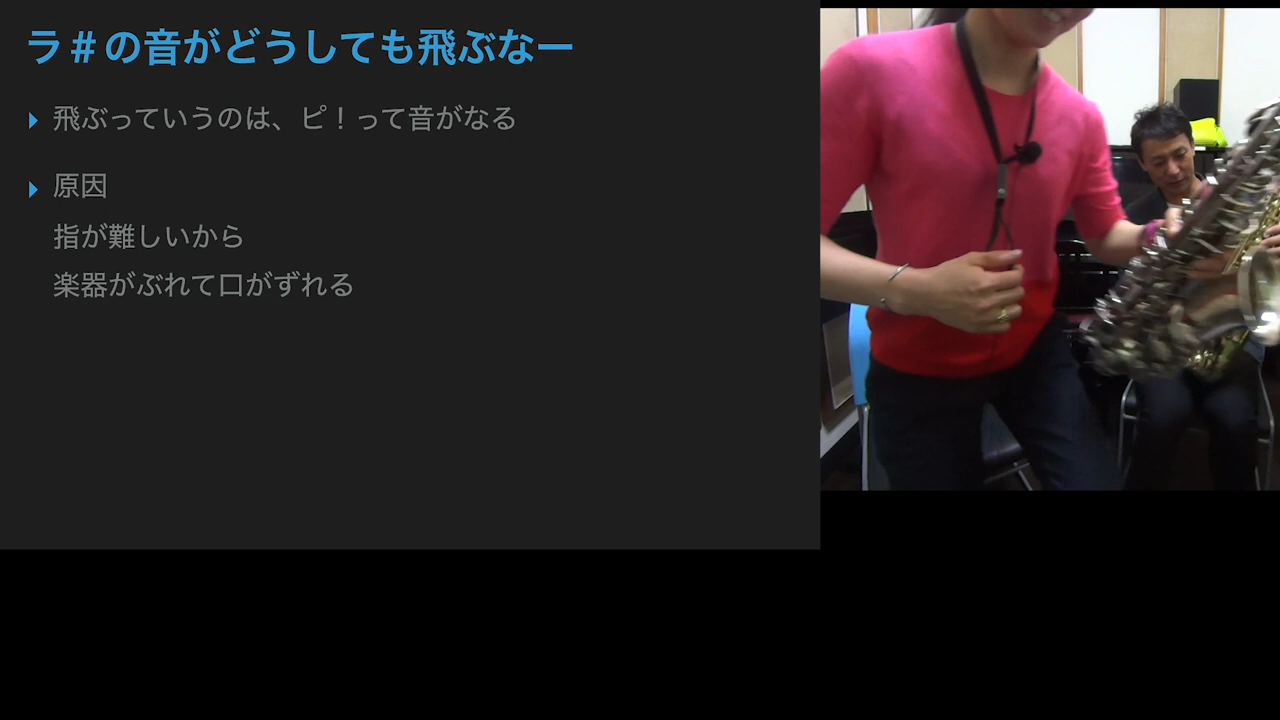 ラ#の音がどうしても飛ぶなー
飛ぶっていうのは、ピ！って音がなる
原因
指が難しいから
楽器がぶれて口がずれる